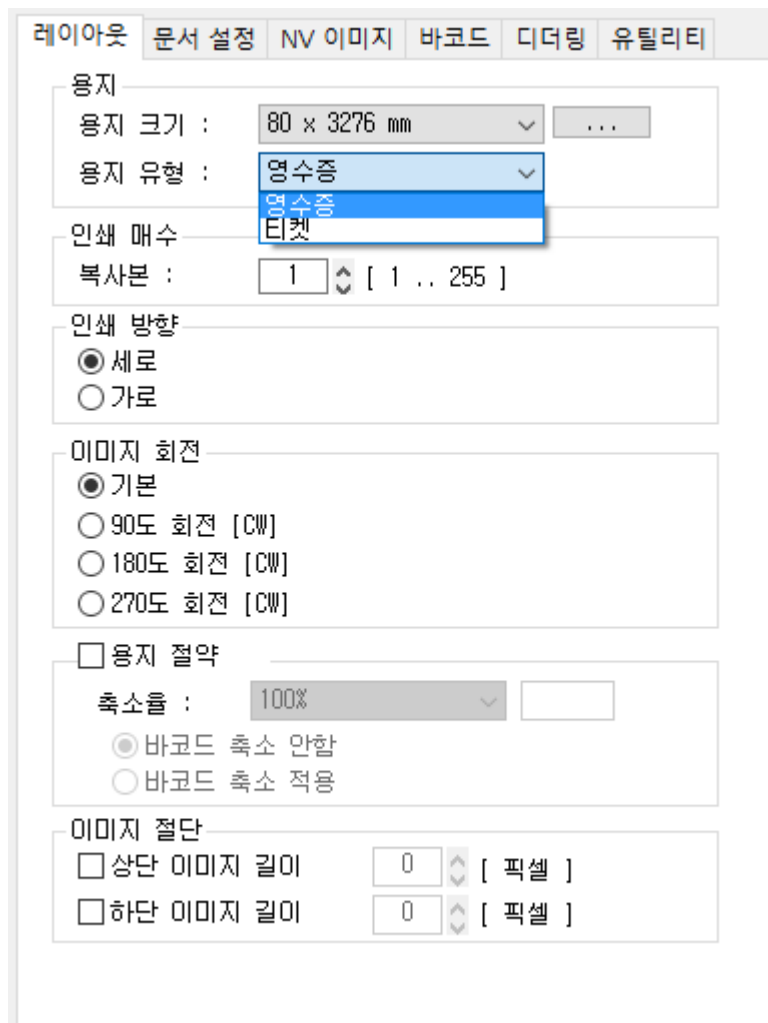 레이아웃 문서 설정 NV 이미지 바코드 디더링 유틸리티
용지
용지 크기 : 80 x 3276 mm ...
용지 유형 : 영수증
영수증
티켓
인쇄 매수
복사본 : 1 [ 1 .. 255 ]
인쇄 방향
세로
가로
이미지 회전
기본
90도 회전 [CW]
180도 회전 [CW]
270도 회전 [CW]
용지 절약
축소율 : 100%
바코드 축소 안함
바코드 축소 적용
이미지 절단
상단 이미지 길이 0 [ 픽셀 ]
하단 이미지 길이 0 [ 픽셀 ]